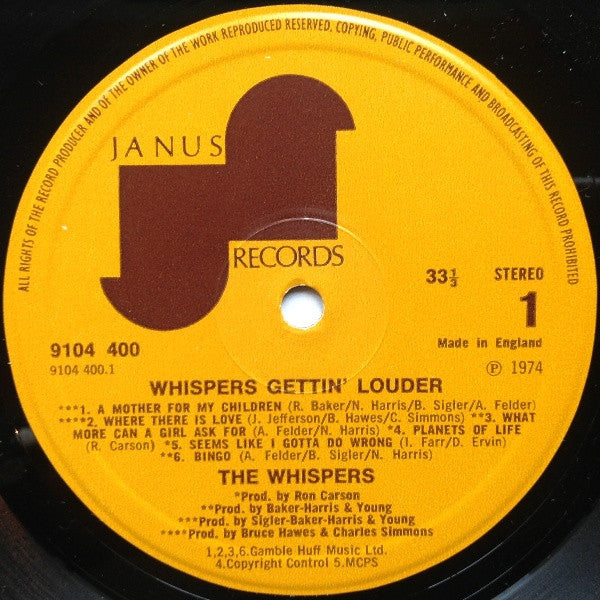 ALL RIGHTS OF THE RECORD PRODUCER AND OF THE OWNER OF THE WORK REPRODUCED RESERVED. COPYING, PUBLIC PERFORMANCE AND BROADCASTING OF THIS RECORD PROHIBITED
JANUS
RECORDS
33⅓ STEREO
1
9104 400
Made in England
9104 400.1
Ⓟ 1974
WHISPERS GETTIN' LOUDER
***1. A MOTHER FOR MY CHILDREN (R. Baker/N. Harris/B. Sigler/A. Felder)
****2. WHERE THERE IS LOVE (J. Jefferson/B. Hawes/C. Simmons) **3. WHAT
MORE CAN A GIRL ASK FOR (A. Felder/N. Harris) *4. PLANETS OF LIFE
(R. Carson) *5. SEEMS LIKE I GOTTA DO WRONG (I. Farr/D. Ervin)
**6. BINGO (A. Felder/B. Sigler/N. Harris)
THE WHISPERS
*Prod. by Ron Carson
**Prod. by Baker-Harris & Young
***Prod. by Sigler-Baker-Harris & Young
****Prod. by Bruce Hawes & Charles Simmons
1,2,3,6.Gamble Huff Music Ltd.
4.Copyright Control 5.MCPS